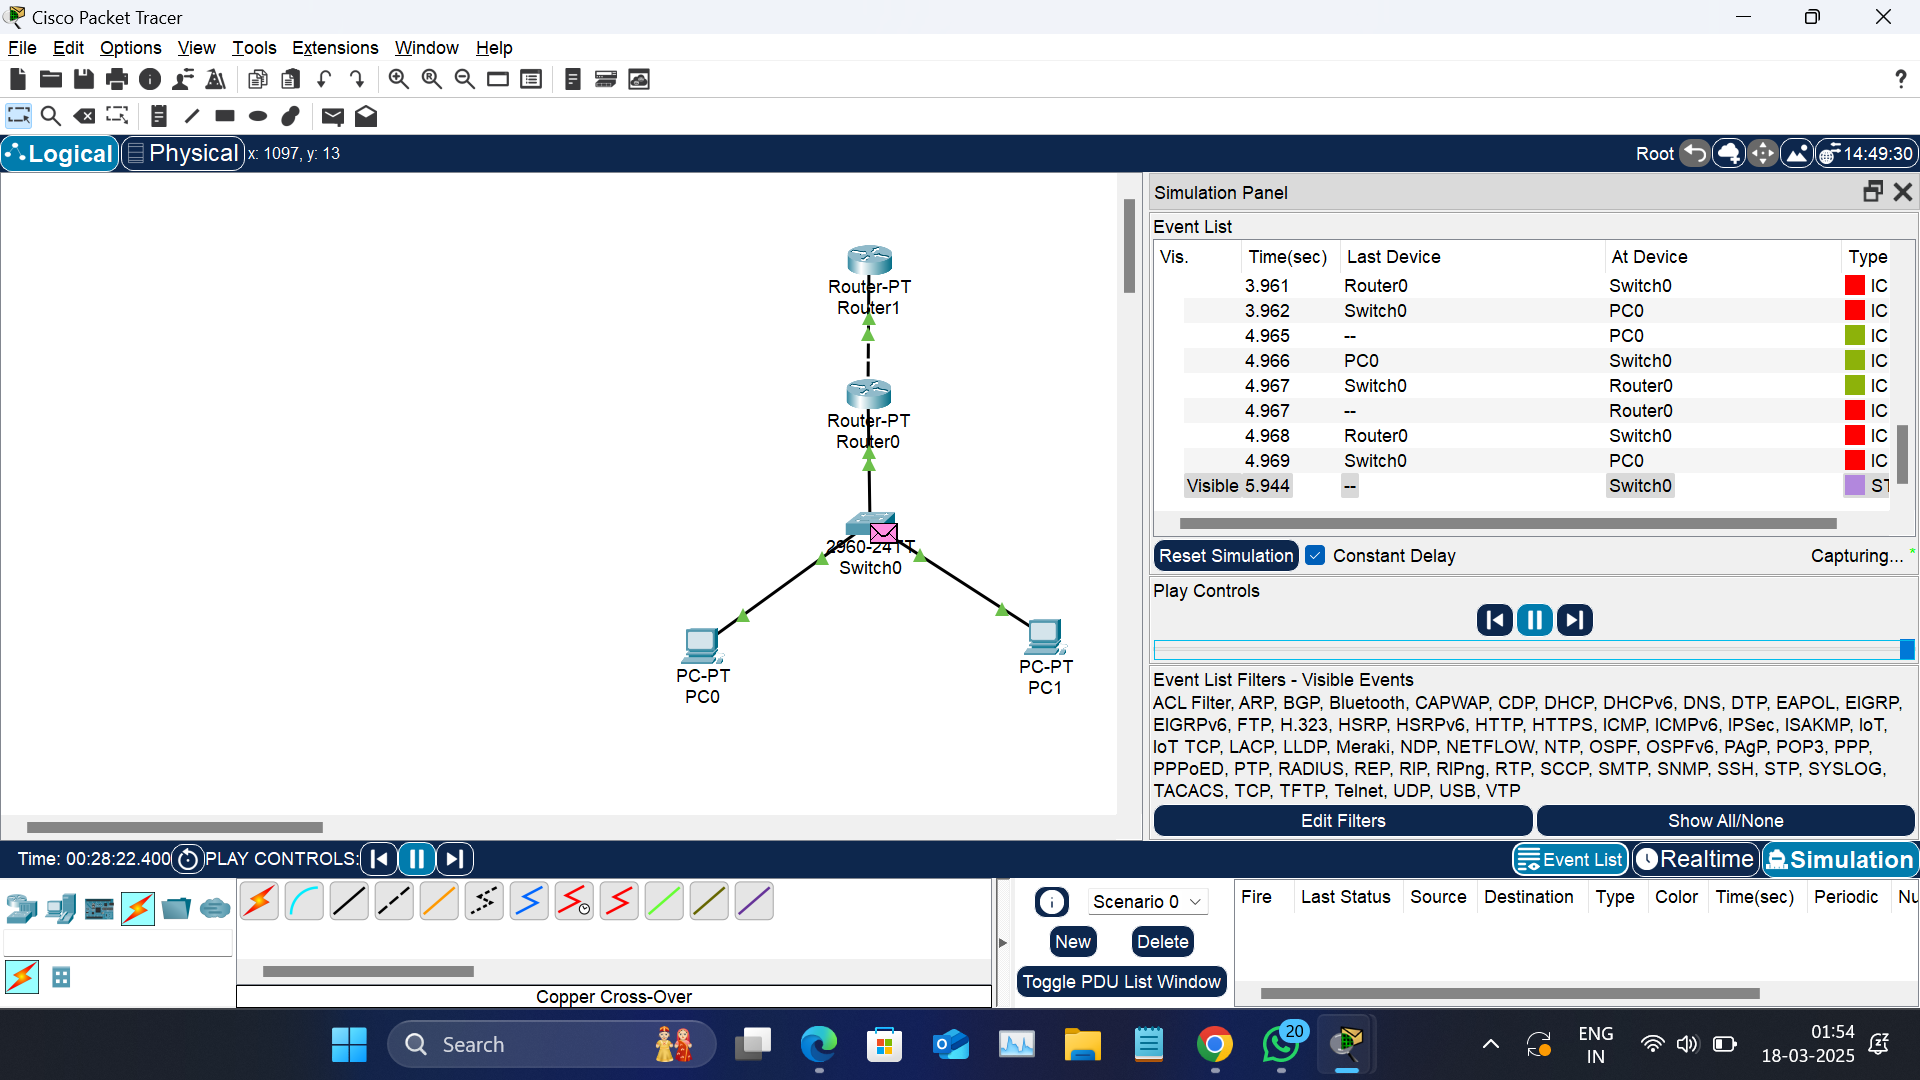 Cisco Packet Tracer
File Edit Options View Tools Extensions Window Help
?
Logical Physical x: 1097, y: 13 Root 14:49:30
Router-PT
Router1
Router-PT
Router0
2960-24TT
Switch0
PC-PT
PC0
PC-PT
PC1
Simulation Panel
Event List
Vis. Time(sec) Last Device At Device Type
3.961 Router0 Switch0 IC
3.962 Switch0 PC0 IC
4.965 -- PC0 IC
4.966 PC0 Switch0 IC
4.967 Switch0 Router0 IC
4.967 -- Router0 IC
4.968 Router0 Switch0 IC
4.969 Switch0 PC0 IC
Visible 5.944 -- Switch0 ST
Reset Simulation Constant Delay Capturing... *
Play Controls
Event List Filters - Visible Events
ACL Filter, ARP, BGP, Bluetooth, CAPWAP, CDP, DHCP, DHCPv6, DNS, DTP, EAPOL, EIGRP,
EIGRPv6, FTP, H.323, HSRP, HSRPv6, HTTP, HTTPS, ICMP, ICMPv6, IPSec, ISAKMP, IoT,
IoT TCP, LACP, LLDP, Meraki, NDP, NETFLOW, NTP, OSPF, OSPFv6, PAgP, POP3, PPP,
PPPoED, PTP, RADIUS, REP, RIP, RIPng, RTP, SCCP, SMTP, SNMP, SSH, STP, SYSLOG,
TACACS, TCP, TFTP, Telnet, UDP, USB, VTP
Edit Filters Show All/None
Time: 00:28:22.400 PLAY CONTROLS: Event List Realtime Simulation
Copper Cross-Over
Scenario 0
New Delete
Toggle PDU List Window
Fire Last Status Source Destination Type Color Time(sec) Periodic Nu
Search
20
ENG
IN
01:54
18-03-2025